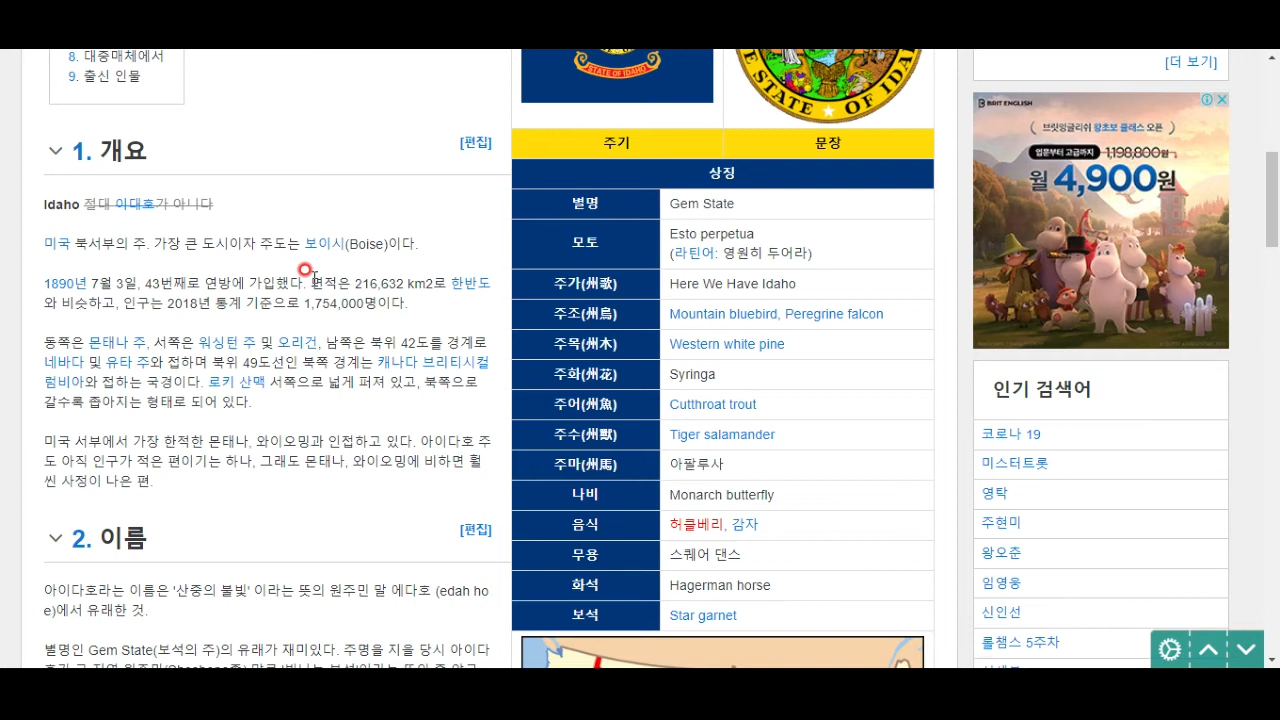 8. 대중매체에서
9. 출신 인물
1. 개요
[편집]
Idaho 절대 이대호가 아니다
미국 북서부의 주. 가장 큰 도시이자 주도는 보이시(Boise)이다.
1890년 7월 3일, 43번째로 연방에 가입했다. 면적은 216,632 km2로 한반도
와 비슷하고, 인구는 2018년 통계 기준으로 1,754,000명이다.
동쪽은 몬태나 주, 서쪽은 워싱턴 주 및 오리건, 남쪽은 북위 42도를 경계로
네바다 및 유타 주와 접하며 북위 49도선인 북쪽 경계는 캐나다 브리티시컬
럼비아와 접하는 국경이다. 로키 산맥 서쪽으로 넓게 퍼져 있고, 북쪽으로
갈수록 좁아지는 형태로 되어 있다.
미국 서부에서 가장 한적한 몬태나, 와이오밍과 인접하고 있다. 아이다호 주
도 아직 인구가 적은 편이기는 하나, 그래도 몬태나, 와이오밍에 비하면 훨
씬 사정이 나은 편.
2. 이름
[편집]
아이다호라는 이름은 '산중의 불빛' 이라는 뜻의 원주민 말 에다호 (edah ho
e)에서 유래한 것.
별명인 Gem State(보석의 주)의 유래가 재미있다. 주명을 지을 당시 아이다
STATE OF IDAHO
STATE OF IDA
주기
문장
상징
별명
Gem State
모토
Esto perpetua
(라틴어: 영원히 두어라)
주가(州歌)
Here We Have Idaho
주조(州鳥)
Mountain bluebird, Peregrine falcon
주목(州木)
Western white pine
주화(州花)
Syringa
주어(州魚)
Cutthroat trout
주수(州獸)
Tiger salamander
주마(州馬)
아팔루사
나비
Monarch butterfly
음식
허클베리, 감자
무용
스퀘어 댄스
화석
Hagerman horse
보석
Star garnet
[더 보기]
BRIT ENGLISH
브릿잉글리쉬 왕초보 클래스 오픈
입문부터 고급까지 1,198,800원
월 4,900원
인기 검색어
코로나 19
미스터트롯
영탁
주현미
왕오춘
임영웅
신인선
롤챔스 5주차